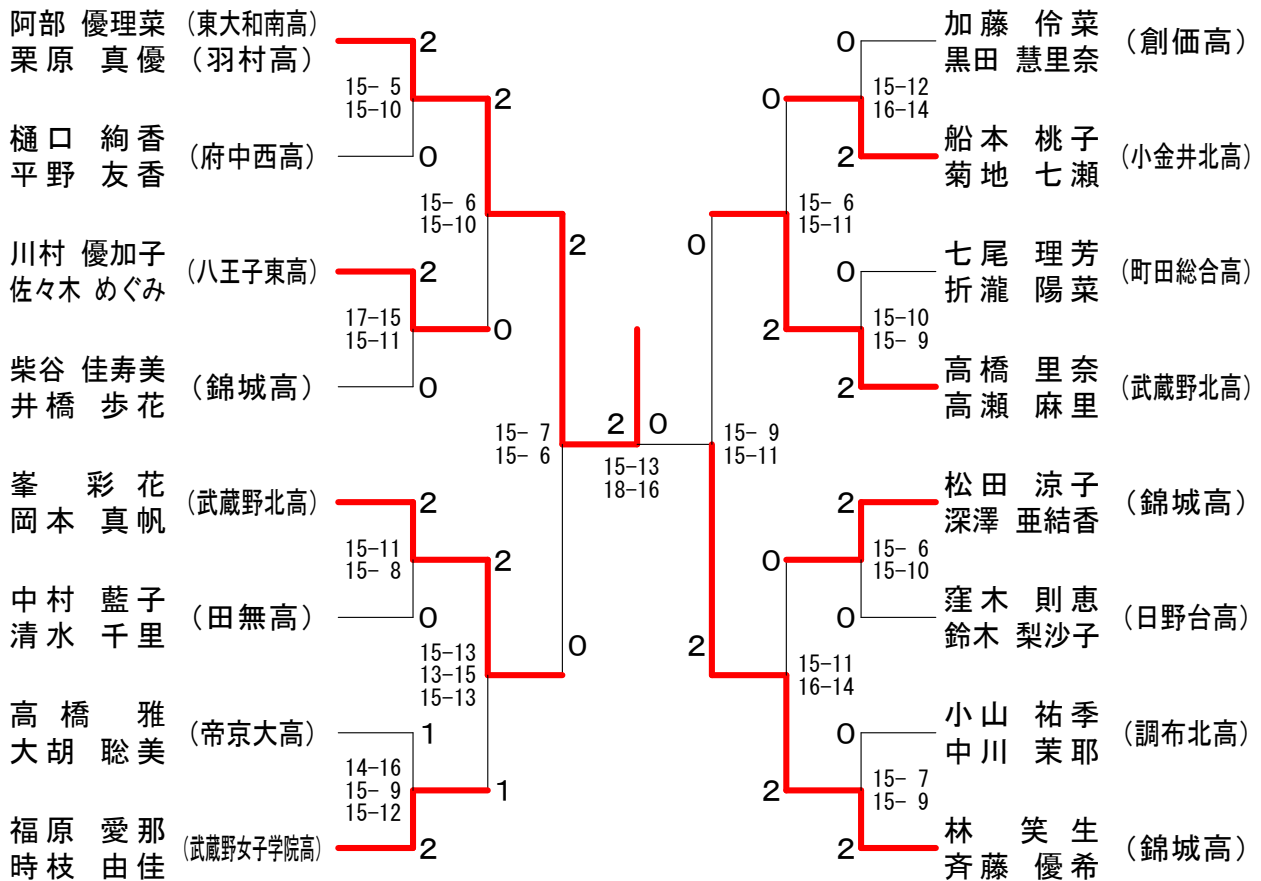 阿部 優理菜 (東大和南高)
栗原 真優 (羽村高)
2
15- 5
15-10
2
樋口 絢香
平野 友香
(府中西高)
0
15- 6
15-10
2
川村 優加子
佐々木 めぐみ
(八王子東高)
2
17-15
15-11
0
柴谷 佳寿美
井橋 歩花
(錦城高)
0
15- 7
15- 6
2 0
15-13
18-16
峯 彩花
岡本 真帆
(武蔵野北高)
2
15-11
15- 8
2
中村 藍子
清水 千里
(田無高)
0
15-13
13-15
15-13
0
高橋 雅
大胡 聡美
(帝京大高)
1
14-16
15- 9
15-12
1
福原 愛那
時枝 由佳
(武蔵野女子学院高)
2
0
加藤 伶菜
黒田 慧里奈
(創価高)
0
15-12
16-14
2
船本 桃子
菊地 七瀬
(小金井北高)
0
15- 6
15-11
0
七尾 理芳
折瀧 陽菜
(町田総合高)
2
15-10
15- 9
2
高橋 里奈
高瀬 麻里
(武蔵野北高)
15- 9
15-11
2
松田 涼子
深澤 亜結香
(錦城高)
0
15- 6
15-10
0
窪木 則恵
鈴木 梨沙子
(日野台高)
2
15-11
16-14
0
小山 祐季
中川 茉耶
(調布北高)
2
15- 7
15- 9
2
林 笑生
斉藤 優希
(錦城高)